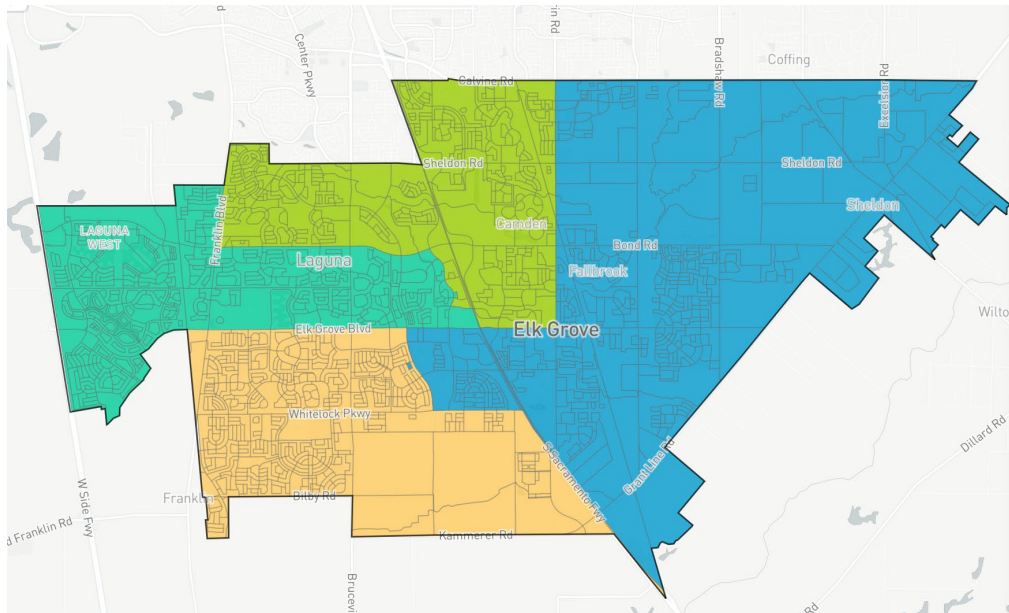 Center Pkwy
Bradshaw Rd
Coffing
Calvine Rd
Excelsior Rd
Sheldon Rd
Sheldon Rd
Franklin Blvd
Sheldon
LAGUNA
WEST
Camden
Laguna
Bond Rd
Fallbrook
Elk Grove Blvd
Elk Grove
Whitelock Pkwy
Dillard Rd
Grant Line Rd
S Sacramento Fwy
W Side Fwy
Franklin
Bilby Rd
Franklin Rd
Kammerer Rd
Rd